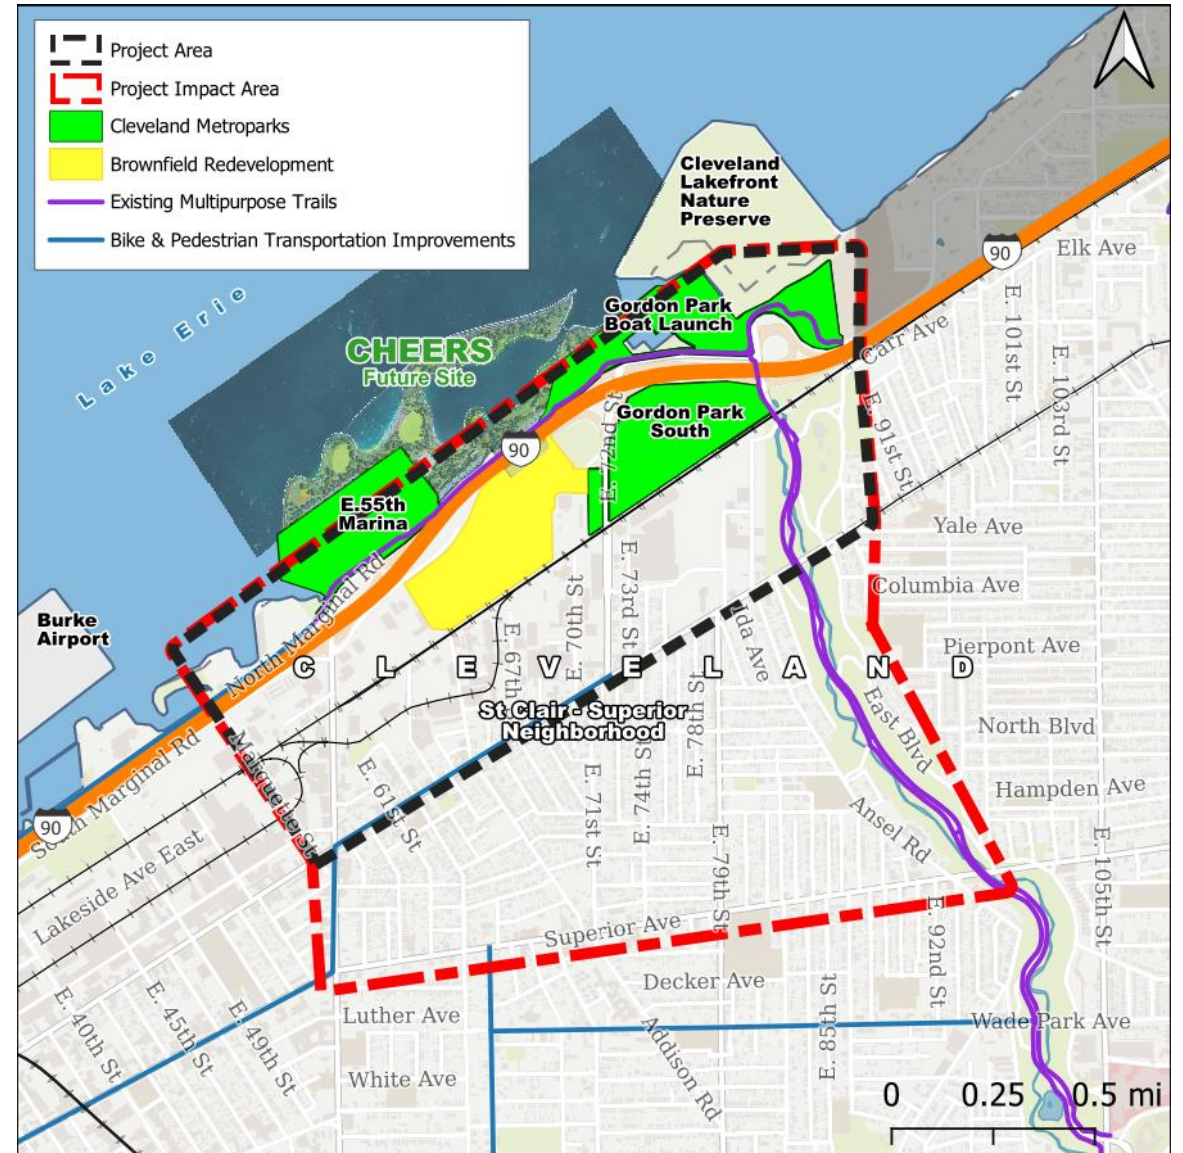 Project Area
Project Impact Area
Cleveland Metroparks
Brownfield Redevelopment
Existing Multipurpose Trails
Bike & Pedestrian Transportation Improvements
Cleveland
Lakefront
Nature
Preserve
90
Elk Ave
Lake Erie
Gordon Park
Boat Launch
E. 101st St
Carr Ave
CHEERS
Future Site
E. 103rd St
E. 91st St
Gordon Park
South
E. 72nd St
90
E.55th
Marina
Yale Ave
North Marginal Rd
E. 73rd St
E. 70th St
Columbia Ave
Burke
Airport
Ida Ave
E. 67th
Pierpont Ave
CLEVELAND
St Clair - Superior
Neighborhood
E. 78th St
East Blvd
North Blvd
Marquette St
South Marginal Rd
E. 61st St
E. 71st St
E. 74th St
Hampden Ave
90
Ansel Rd
E. 79th St
E. 105th St
Lakeside Ave East
Superior Ave
E. 92nd St
Decker Ave
E. 40th St
E. 45th St
E. 49th St
Luther Ave
Addison Rd
E. 85th St
Wade Park Ave
White Ave
0 0.25 0.5 mi